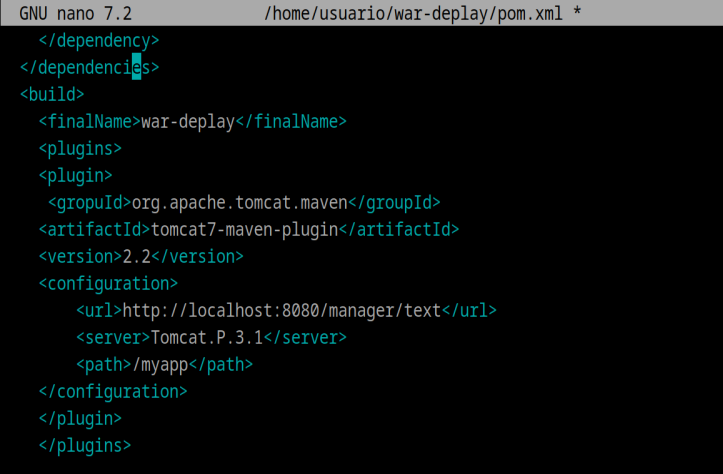 GNU nano 7.2 /home/usuario/war-deplay/pom.xml *
</dependency>
</dependencies>
<build>
<finalName>war-deplay</finalName>
<plugins>
<plugin>
<gropuId>org.apache.tomcat.maven</groupId>
<artifactId>tomcat7-maven-plugin</artifactId>
<version>2.2</version>
<configuration>
<url>http://localhost:8080/manager/text</url>
<server>Tomcat.P.3.1</server>
<path>/myapp</path>
</configuration>
</plugin>
</plugins>